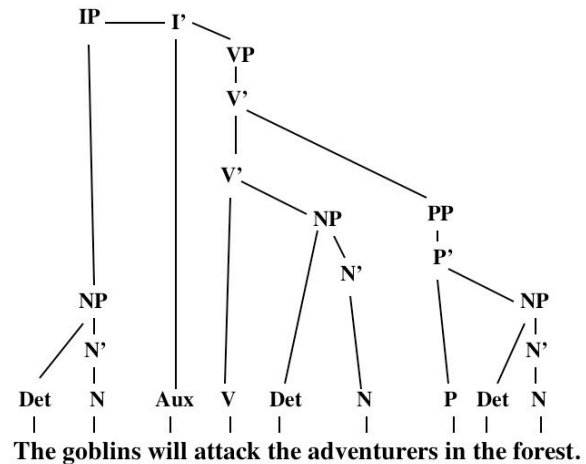 IP I’
VP
V’
V’
NP PP
P’
N’
NP NP
N’ N’
Det N Aux V Det N P Det N
The goblins will attack the adventurers in the forest.